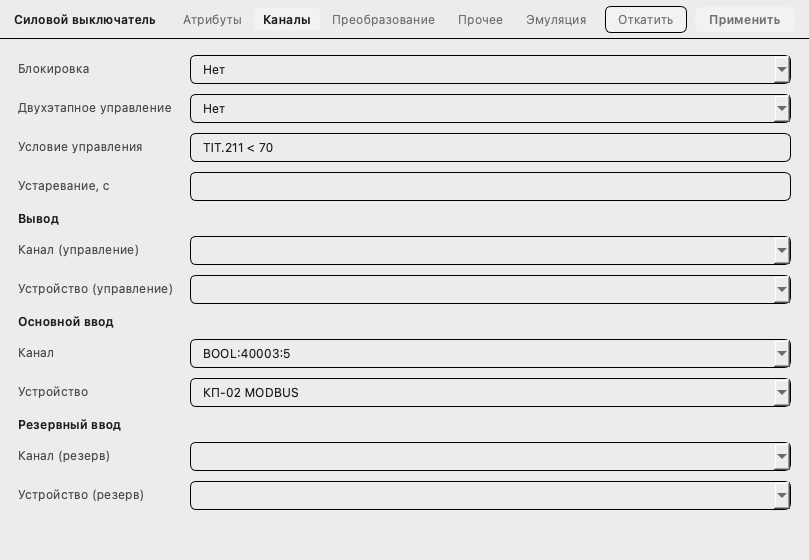 Силовой выключатель Атрибуты Каналы Преобразование Прочее Эмуляция Откатить Применить
Блокировка Нет
Двухэтапное управление Нет
Условие управления TIT.211 < 70
Устаревание, с
Вывод
Канал (управление)
Устройство (управление)
Основной ввод
Канал BOOL:40003:5
Устройство КП-02 MODBUS
Резервный ввод
Канал (резерв)
Устройство (резерв)